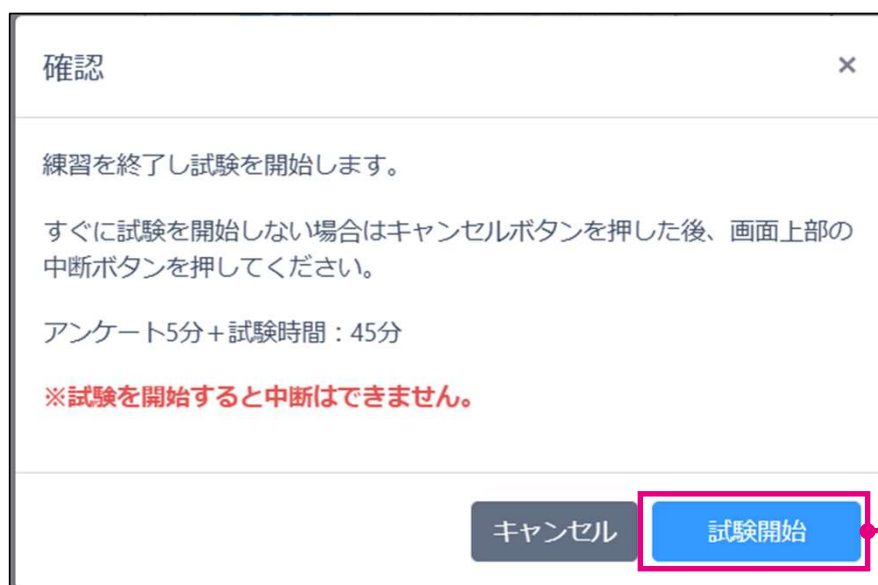 確認
×
練習を終了し試験を開始します。
すぐに試験を開始しない場合はキャンセルボタンを押した後、画面上部の
中断ボタンを押してください。
アンケート5分+試験時間：45分
※試験を開始すると中断はできません。
キャンセル
試験開始